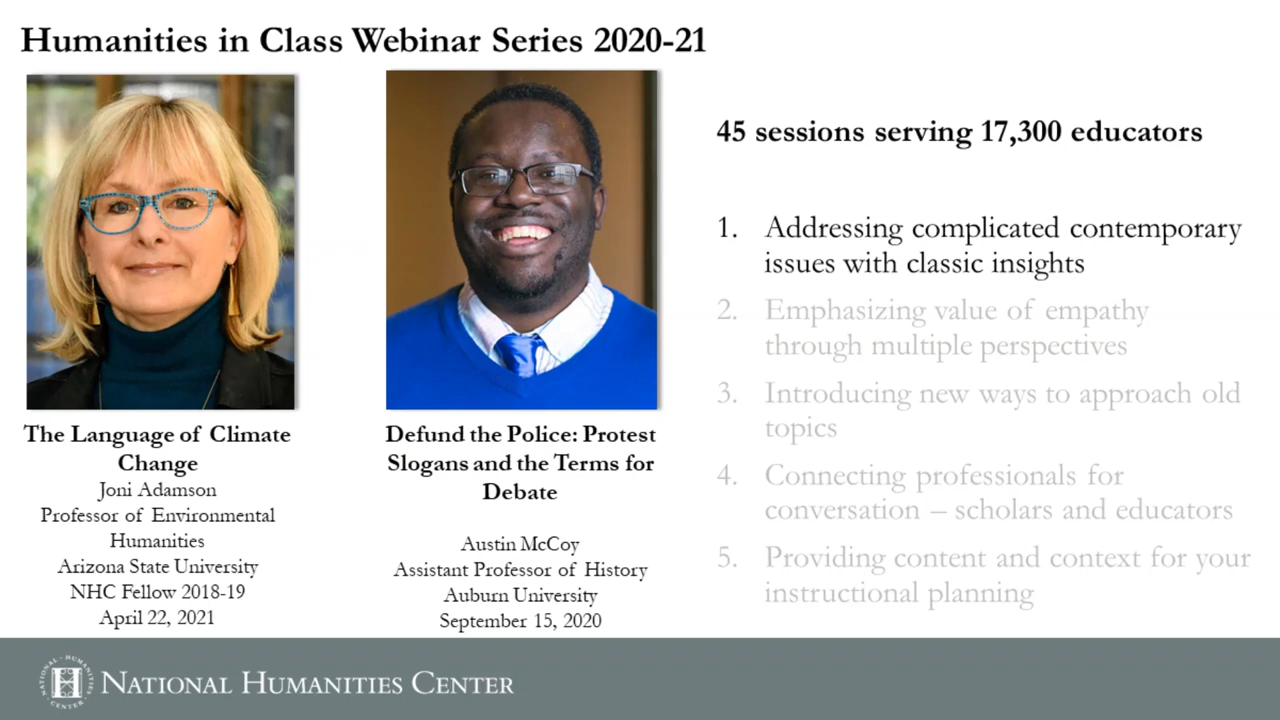 Humanities in Class Webinar Series 2020-21
The Language of Climate
Change
Joni Adamson
Professor of Environmental
Humanities
Arizona State University
NHC Fellow 2018-19
April 22, 2021
Defund the Police: Protest
Slogans and the Terms for
Debate
Austin McCoy
Assistant Professor of History
Auburn University
September 15, 2020
45 sessions serving 17,300 educators
1. Addressing complicated contemporary
issues with classic insights
2. Emphasizing value of empathy
through multiple perspectives
3. Introducing new ways to approach old
topics
4. Connecting professionals for
conversation – scholars and educators
5. Providing content and context for your
instructional planning
NATIONAL · HUMANITIES · CENTER
H
NATIONAL HUMANITIES CENTER